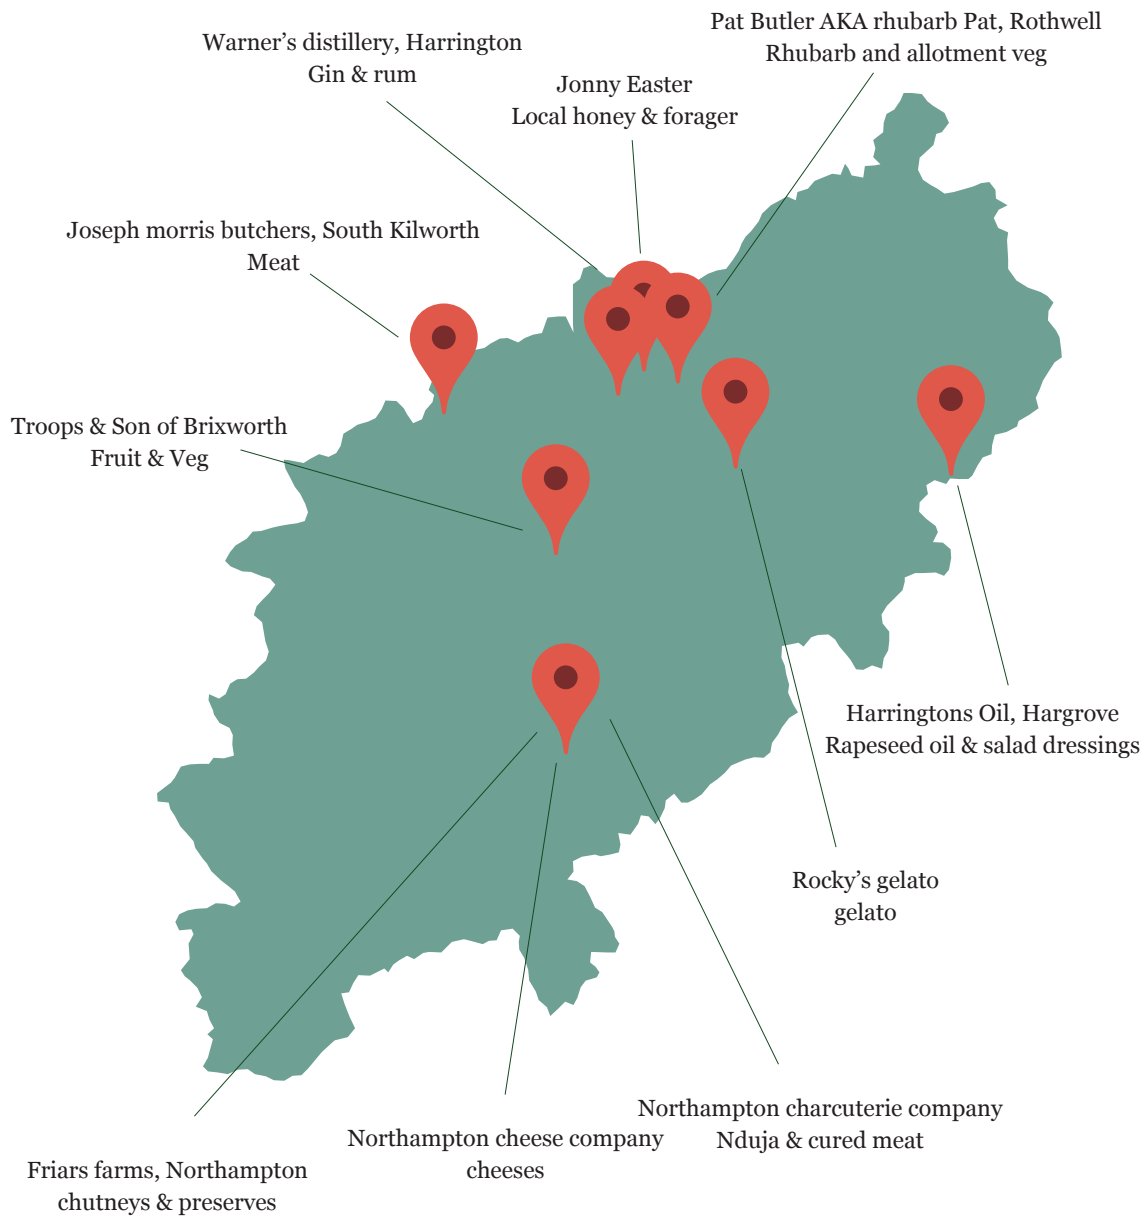 Pat Butler AKA rhubarb Pat, Rothwell
Rhubarb and allotment veg
Warner’s distillery, Harrington
Gin & rum
Jonny Easter
Local honey & forager
Joseph morris butchers, South Kilworth
Meat
Troops & Son of Brixworth
Fruit & Veg
Harringtons Oil, Hargrove
Rapeseed oil & salad dressings
Rocky’s gelato
gelato
Northampton charcuterie company
Nduja & cured meat
Northampton cheese company
cheeses
Friars farms, Northampton
chutneys & preserves